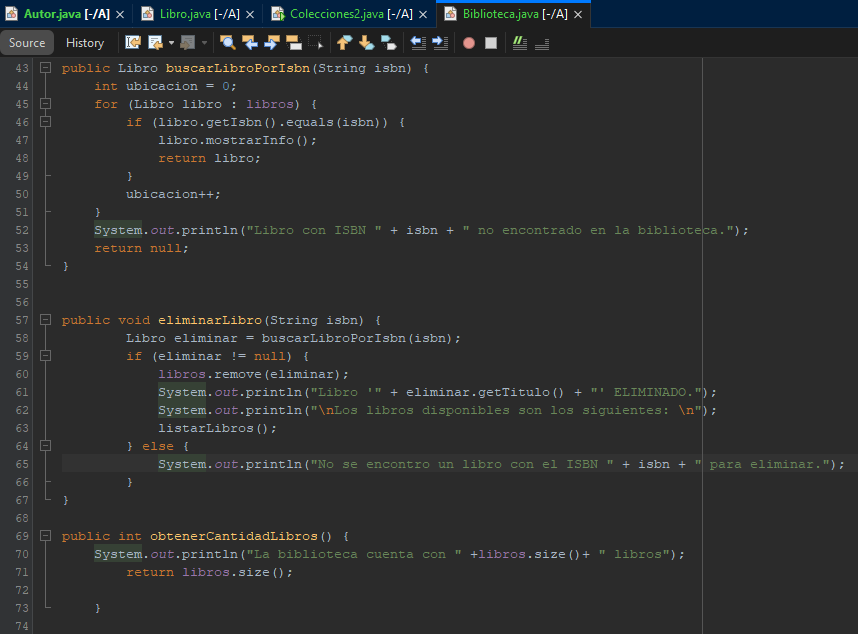 Autor.java [-/A] × Libro.java [-/A] × Colecciones2.java [-/A] × Biblioteca.java [-/A] ×
Source History
43 public Libro buscarLibroPorIsbn(String isbn) {
44 int ubicacion = 0;
45 for (Libro libro : libros) {
46 if (libro.getIsbn().equals(isbn)) {
47 libro.mostrarInfo();
48 return libro;
49 }
50 ubicacion++;
51 }
52 System.out.println("Libro con ISBN " + isbn + " no encontrado en la biblioteca.");
53 return null;
54 }
55
56
57 public void eliminarLibro(String isbn) {
58 Libro eliminar = buscarLibroPorIsbn(isbn);
59 if (eliminar != null) {
60 libros.remove(eliminar);
61 System.out.println("Libro '" + eliminar.getTitulo() + "' ELIMINADO.");
62 System.out.println("\nLos libros disponibles son los siguientes: \n");
63 listarLibros();
64 } else {
65 System.out.println("No se encontro un libro con el ISBN " + isbn + " para eliminar.");
66 }
67 }
68
69 public int obtenerCantidadLibros() {
70 System.out.println("La biblioteca cuenta con " +libros.size()+ " libros");
71 return libros.size();
72
73 }
74